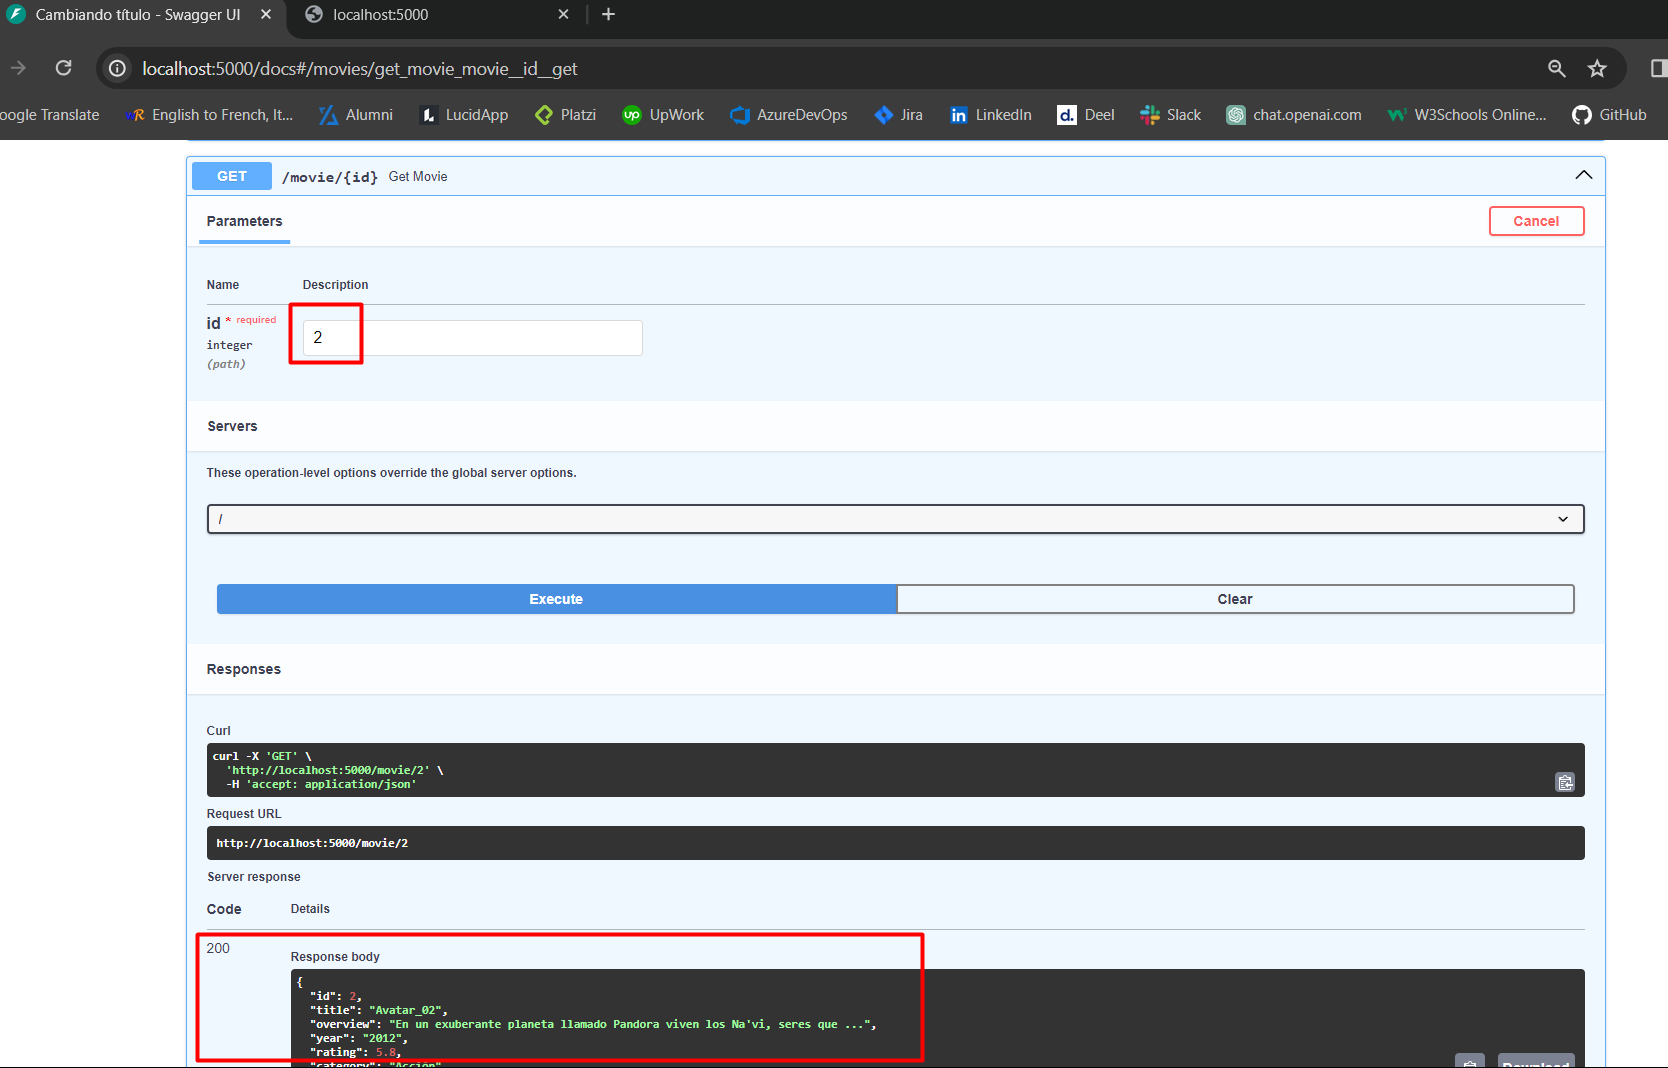 Cambiando título - Swagger UI
localhost:5000
localhost:5000/docs#/movies/get_movie_movie__id__get
oogle Translate
English to French, It...
Alumni
LucidApp
Platzi
UpWork
AzureDevOps
Jira
LinkedIn
Deel
Slack
chat.openai.com
W3Schools Online...
GitHub
GET /movie/{id} Get Movie
Parameters
Cancel
Name Description
id * required
integer
(path)
2
Servers
These operation-level options override the global server options.
/
Execute
Clear
Responses
Curl
curl -X 'GET' \
'http://localhost:5000/movie/2' \
-H 'accept: application/json'
Request URL
http://localhost:5000/movie/2
Server response
Code Details
200
Response body
{
"id": 2,
"title": "Avatar_02",
"overview": "En un exuberante planeta llamado Pandora viven los Na'vi, seres que ...",
"year": "2012",
"rating": 5.8,
"category": "Acción"
Download